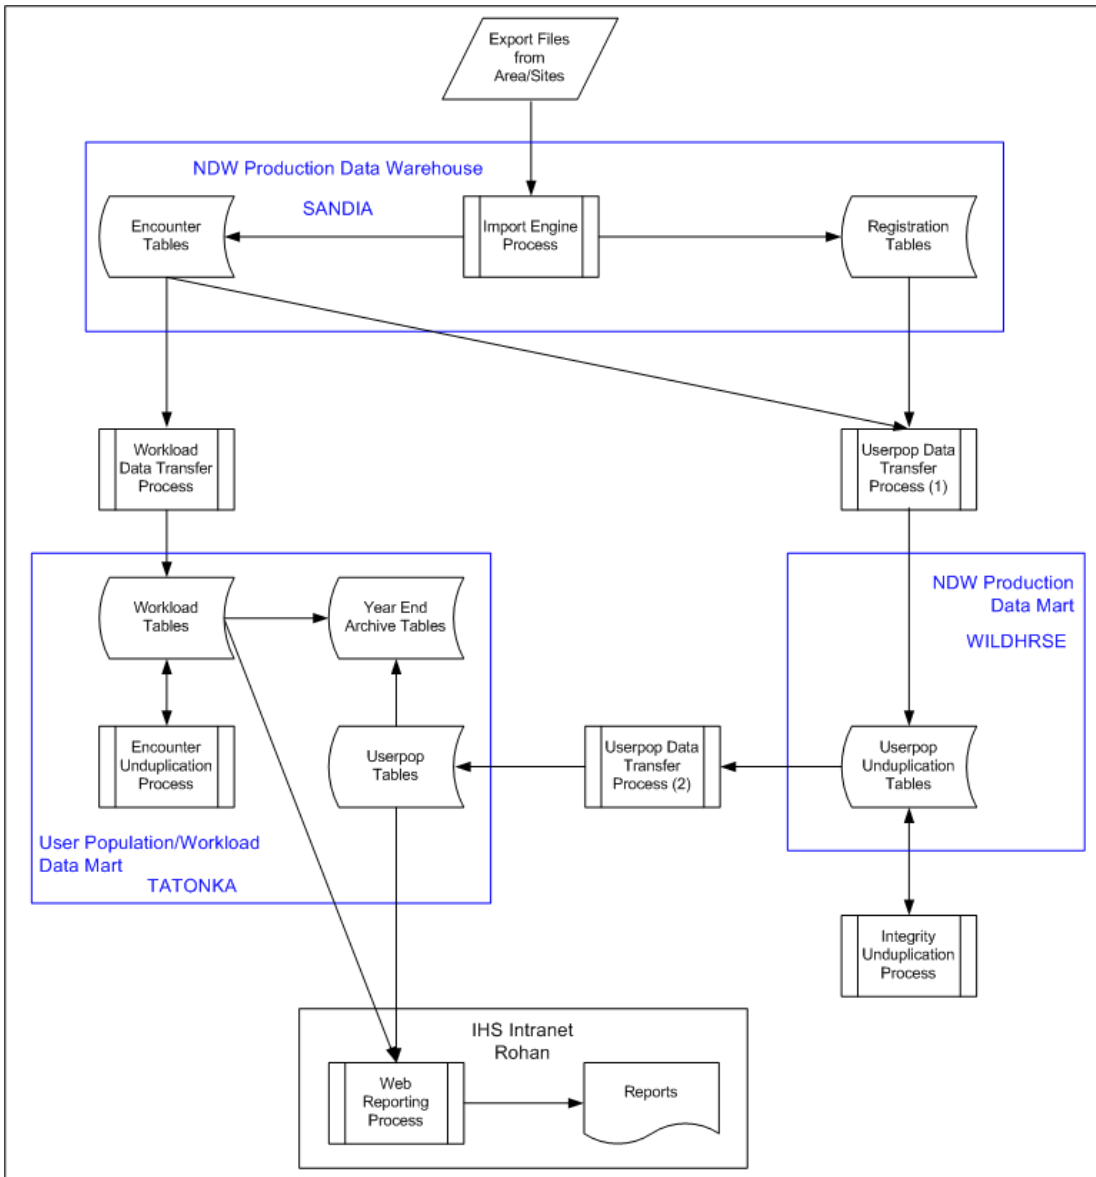 Export Files
from
Area/Sites
NDW Production Data Warehouse
SANDIA
Encounter
Tables
Import Engine
Process
Registration
Tables
Workload
Data Transfer
Process
Userpop Data
Transfer
Process (1)
Workload
Tables
Year End
Archive Tables
NDW Production
Data Mart
WILDHRSE
Encounter
Unduplication
Process
Userpop
Tables
Userpop Data
Transfer
Process (2)
Userpop
Unduplication
Tables
User Population/Workload
Data Mart
TATONKA
Integrity
Unduplication
Process
IHS Intranet
Rohan
Web
Reporting
Process
Reports